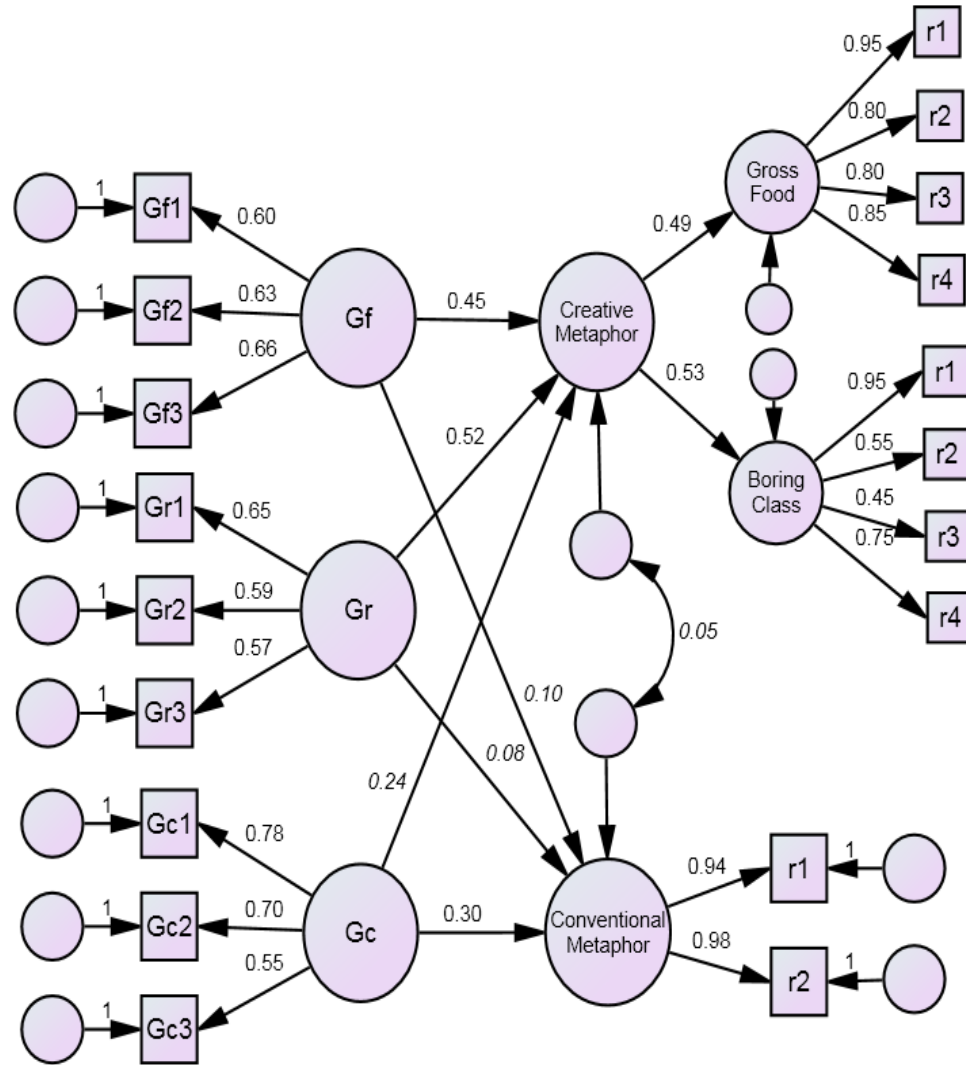 r1
0.95
r2
0.80
Gross
Food
0.80
r3
0.85
r4
1
Gf1
0.60
0.49
1
Gf2
0.63
Gf
0.45
Creative
Metaphor
0.66
1
Gf3
0.53
0.95
r1
0.55
r2
Boring
Class
0.45
r3
0.75
r4
0.52
1
Gr1
0.65
1
Gr2
0.59
Gr
0.57
1
Gr3
0.05
0.10
0.08
0.24
1
Gc1
0.78
1
Gc2
0.70
Gc
0.30
Conventional
Metaphor
0.55
1
Gc3
0.94
r1
1
0.98
r2
1